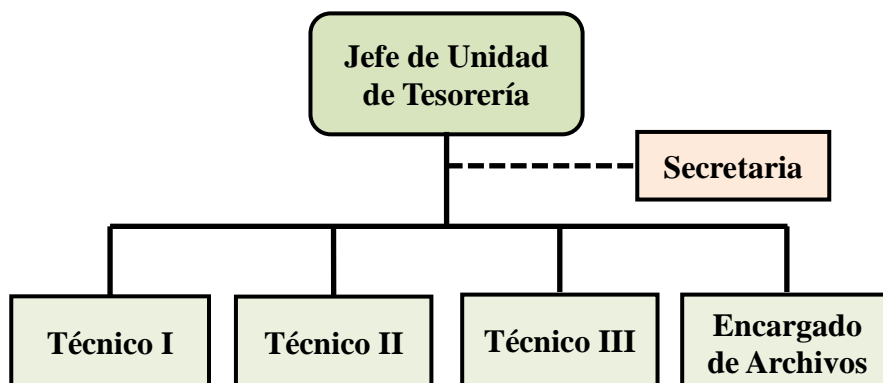 Jefe de Unidad
de Tesorería
Secretaria
Técnico I
Técnico II
Técnico III
Encargado
de Archivos